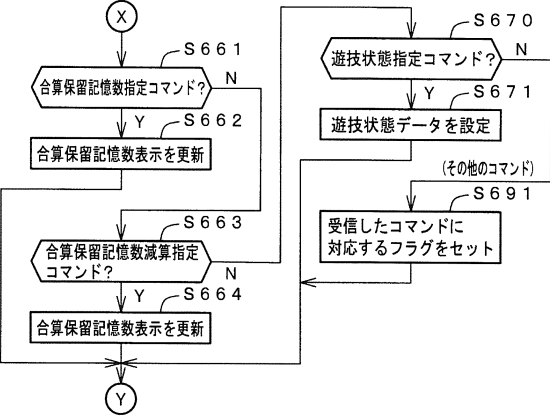 X
S661
合算保留記憶数指定コマンド?
N
Y
S662
合算保留記憶数表示を更新
S663
合算保留記憶数減算指定
コマンド?
N
Y
S664
合算保留記憶数表示を更新
Y
S670
遊技状態指定コマンド?
N
Y
S671
遊技状態データを設定
(その他のコマンド)
S691
受信したコマンドに
対応するフラグをセット